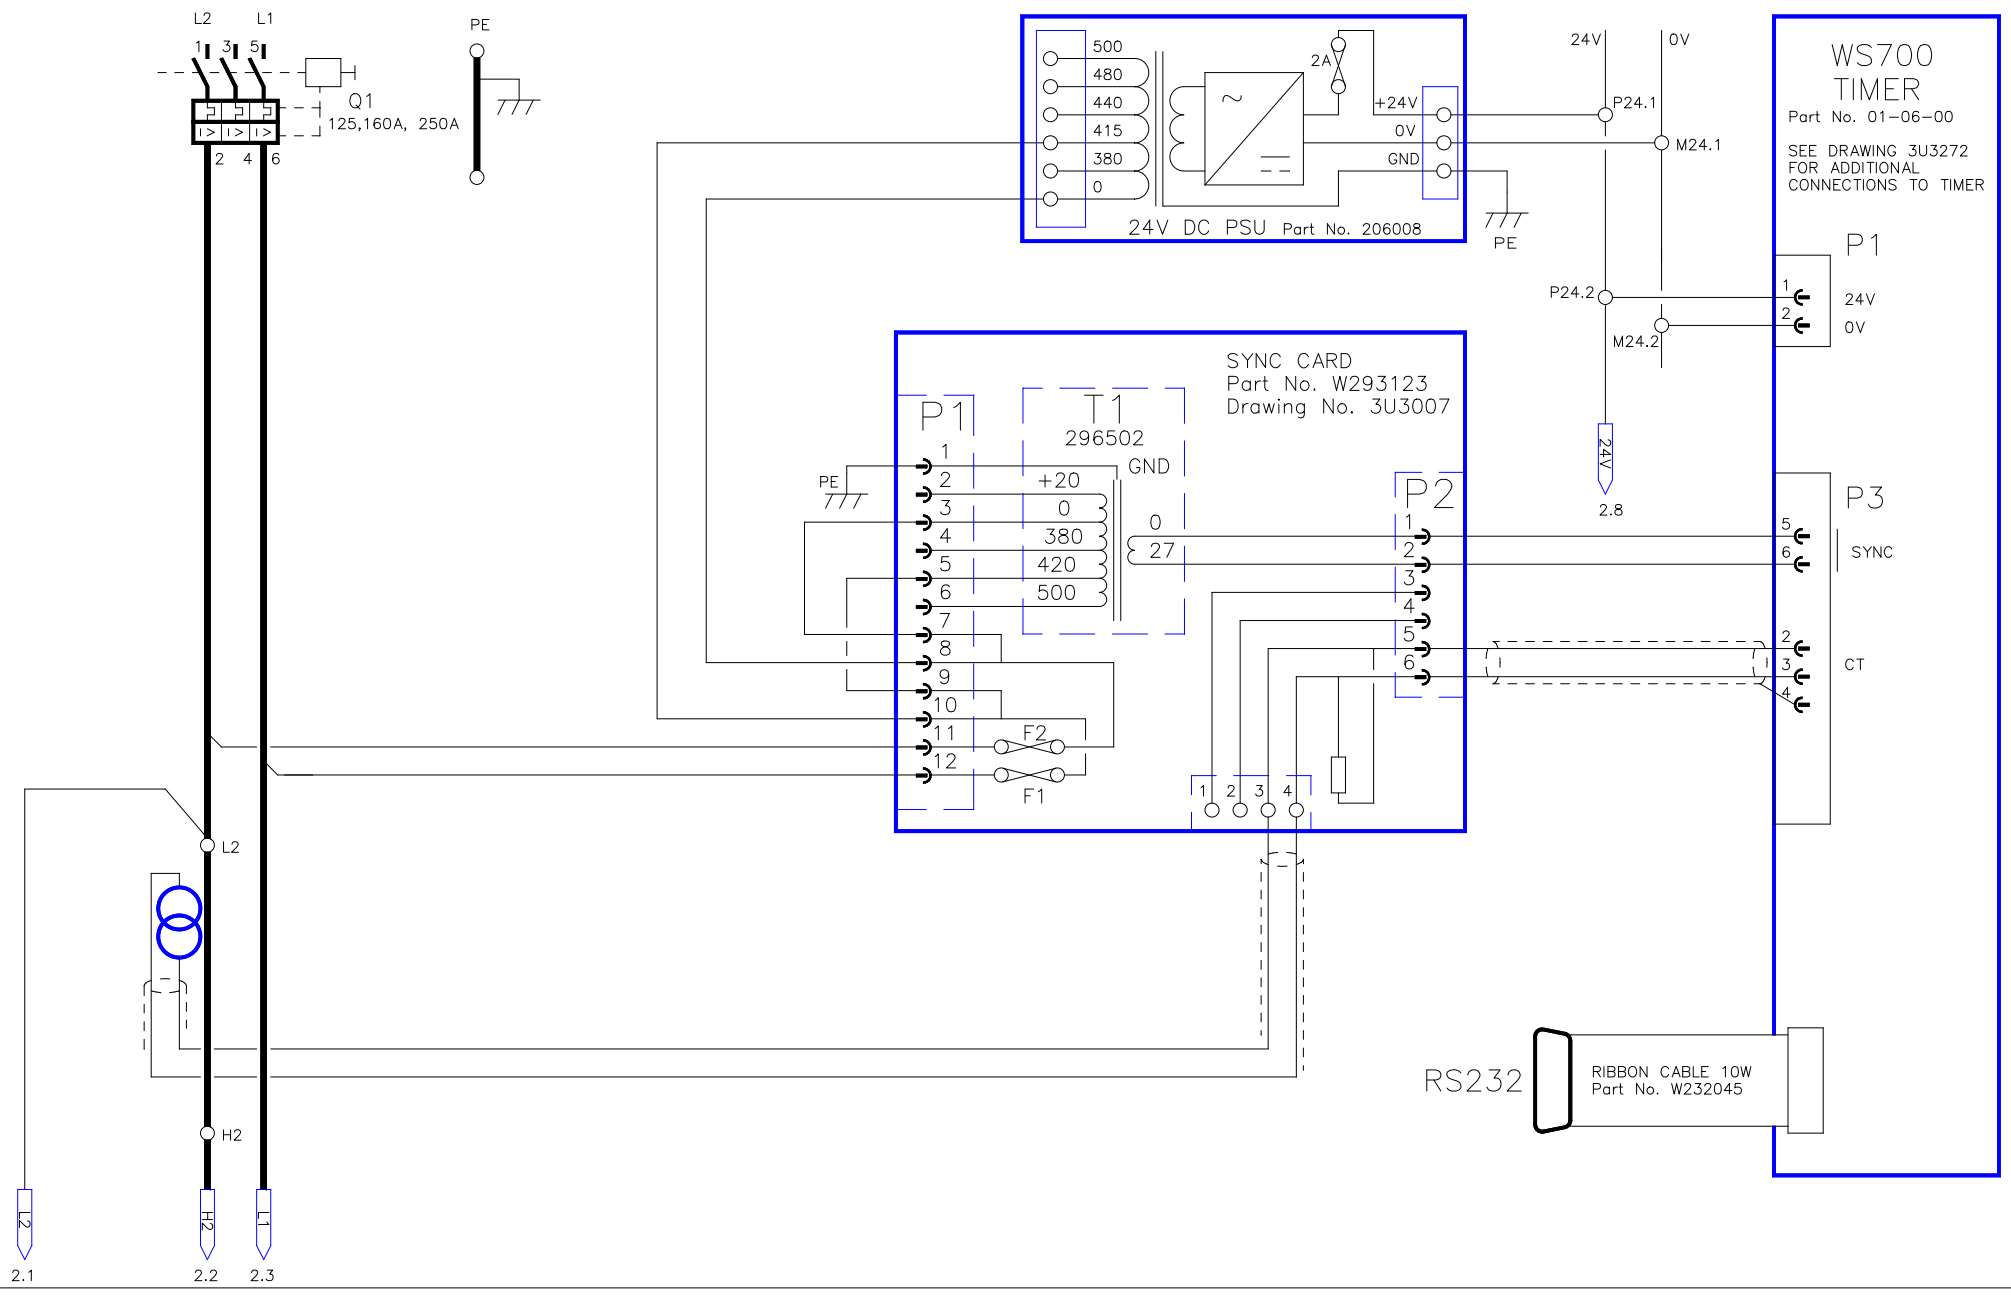 L2 L1
1 3 5
Q1
125,160A, 250A
2 4 6
PE
500
480
440
415
380
0
2A
+24V
0V
GND
24V DC PSU Part No. 206008
PE
24V 0V
P24.1
M24.1
P24.2
M24.2
24V
2.8
WS700
TIMER
Part No. 01-06-00
SEE DRAWING 3U3272
FOR ADDITIONAL
CONNECTIONS TO TIMER
P1
1 24V
2 0V
SYNC CARD
Part No. W293123
Drawing No. 3U3007
P1
1
2
3
4
5
6
7
8
9
10
11
12
PE
T1
296502
GND
+20
0
380
420
500
0
27
F2
F1
P2
1
2
3
4
5
6
1 2 3 4
P3
5
6
SYNC
2
3
4
CT
L2
H2
RS232
RIBBON CABLE 10W
Part No. W232045
L2 H2 L1
2.1 2.2 2.3